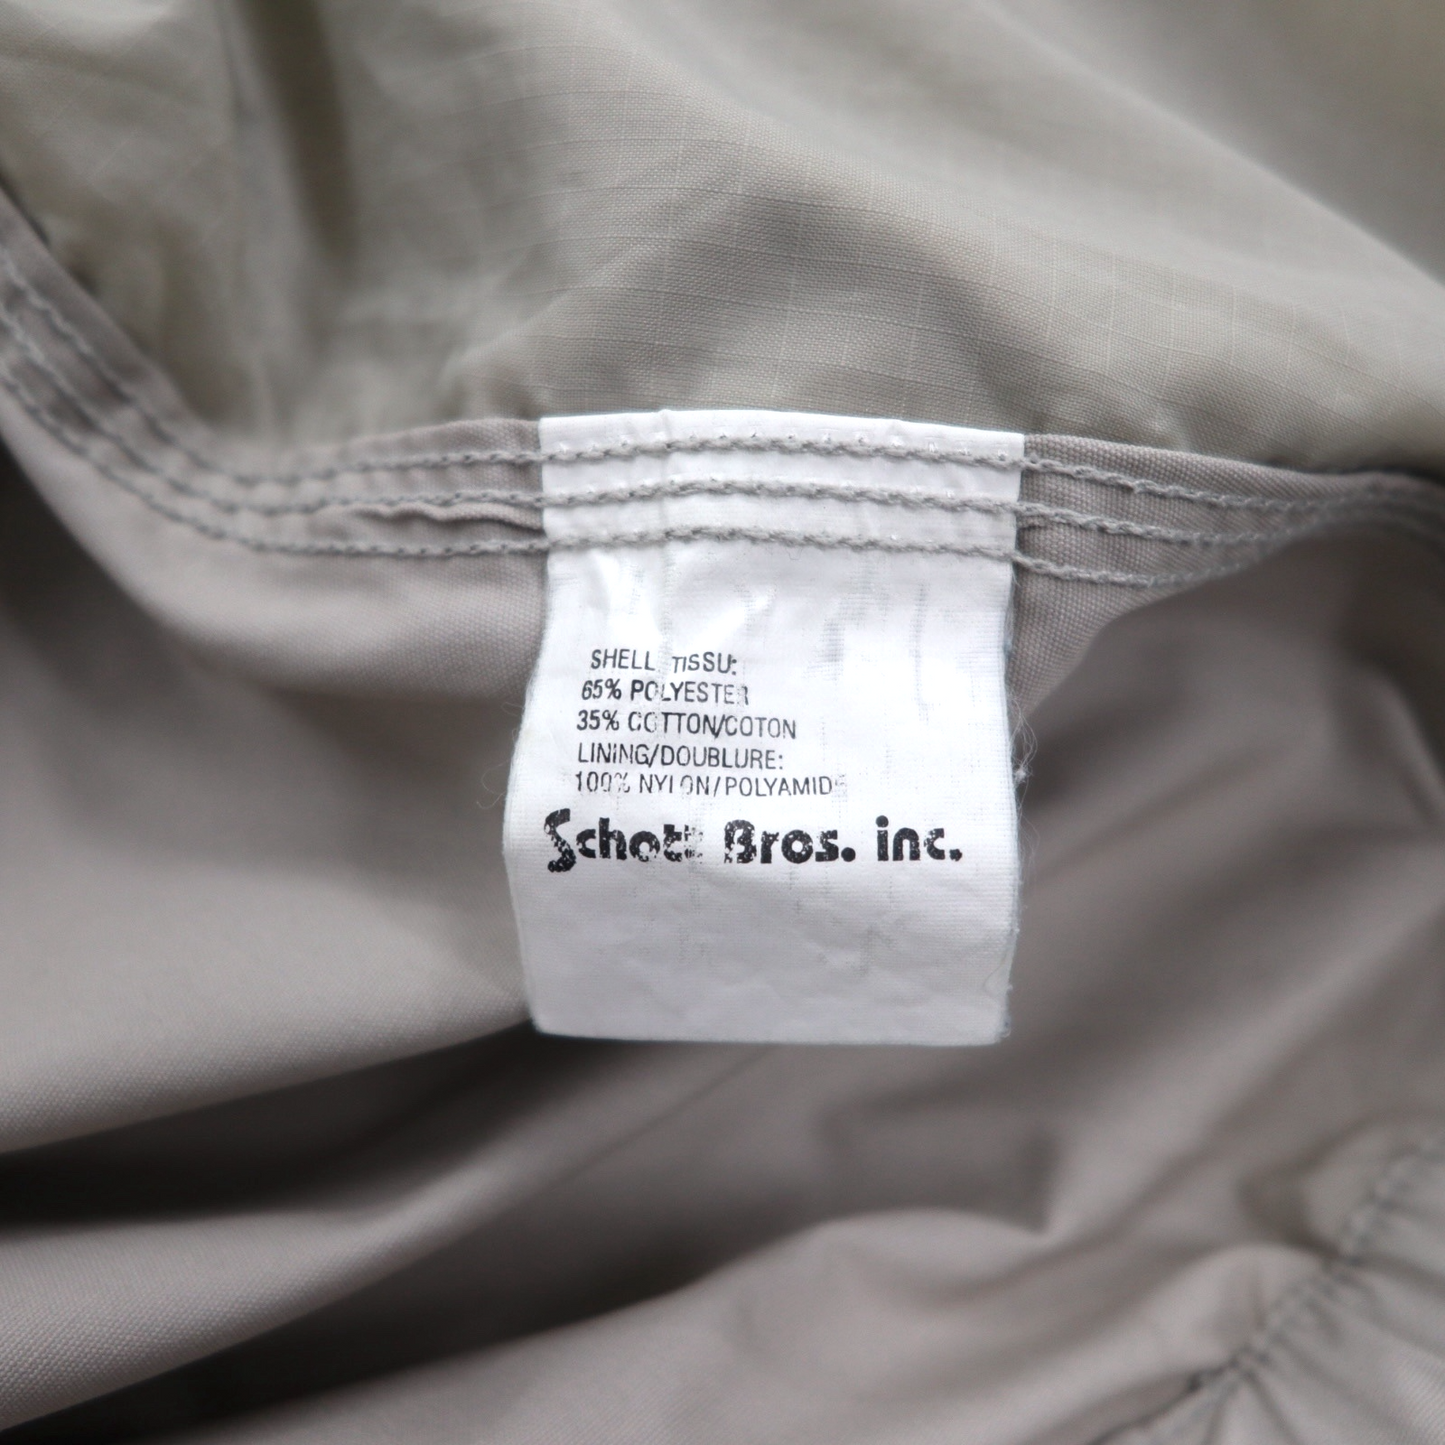 SHELL, TISSU:
65% POLYESTER
35% COTTON/COTON
LINING/DOUBLURE:
100% NYLON/POLYAMIDE
Schott Bros. inc.